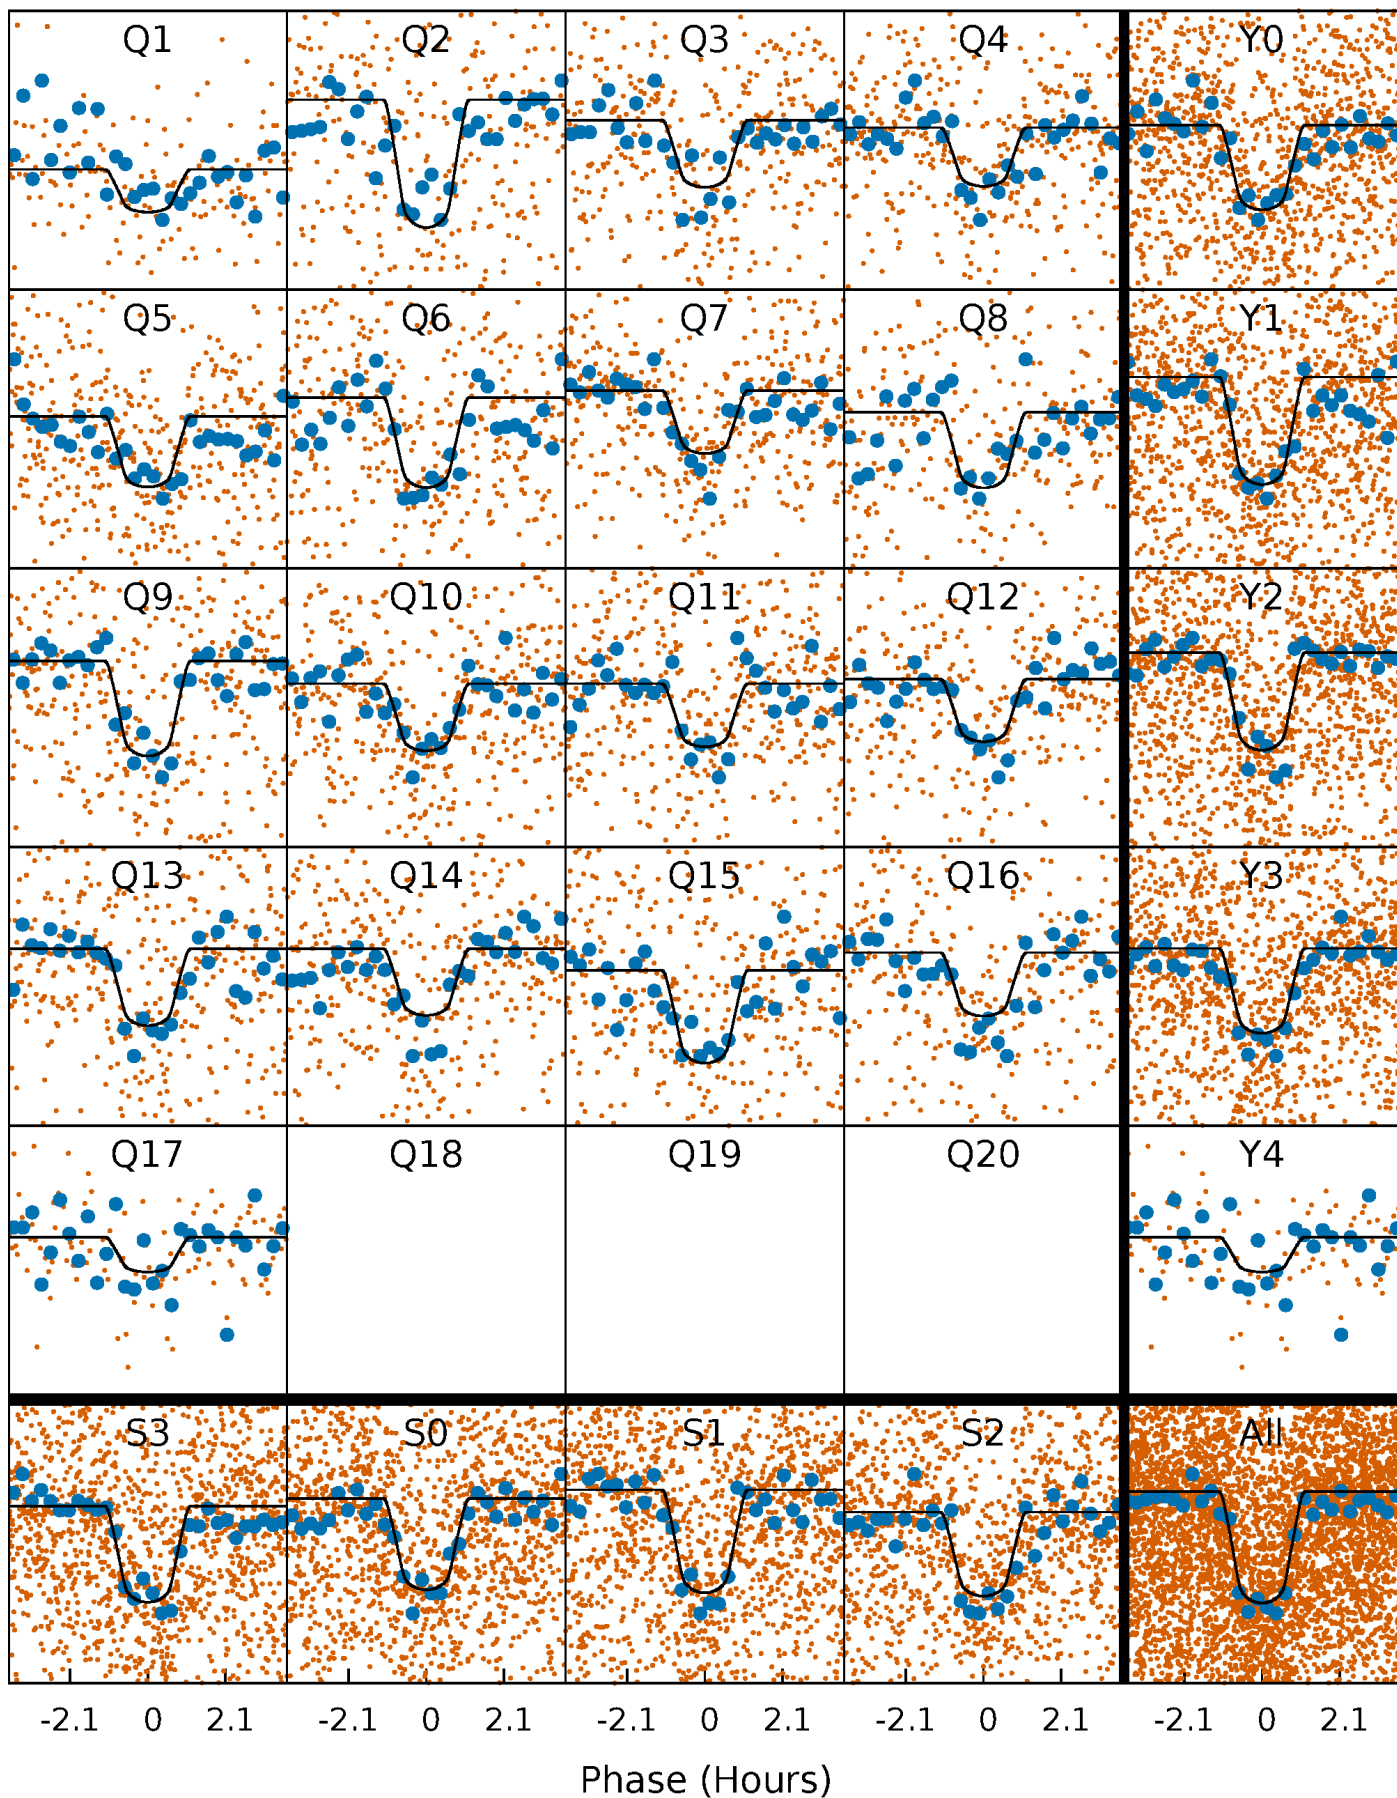 Q1 Q2 Q3 Q4 Y0
Q5 Q6 Q7 Q8 Y1
Q9 Q10 Q11 Q12 Y2
Q13 Q14 Q15 Q16 Y3
Q17 Q18 Q19 Q20 Y4
S3 S0 S1 S2 All
-2.1 0 2.1 -2.1 0 2.1 -2.1 0 2.1 -2.1 0 2.1 -2.1 0 2.1
Phase (Hours)